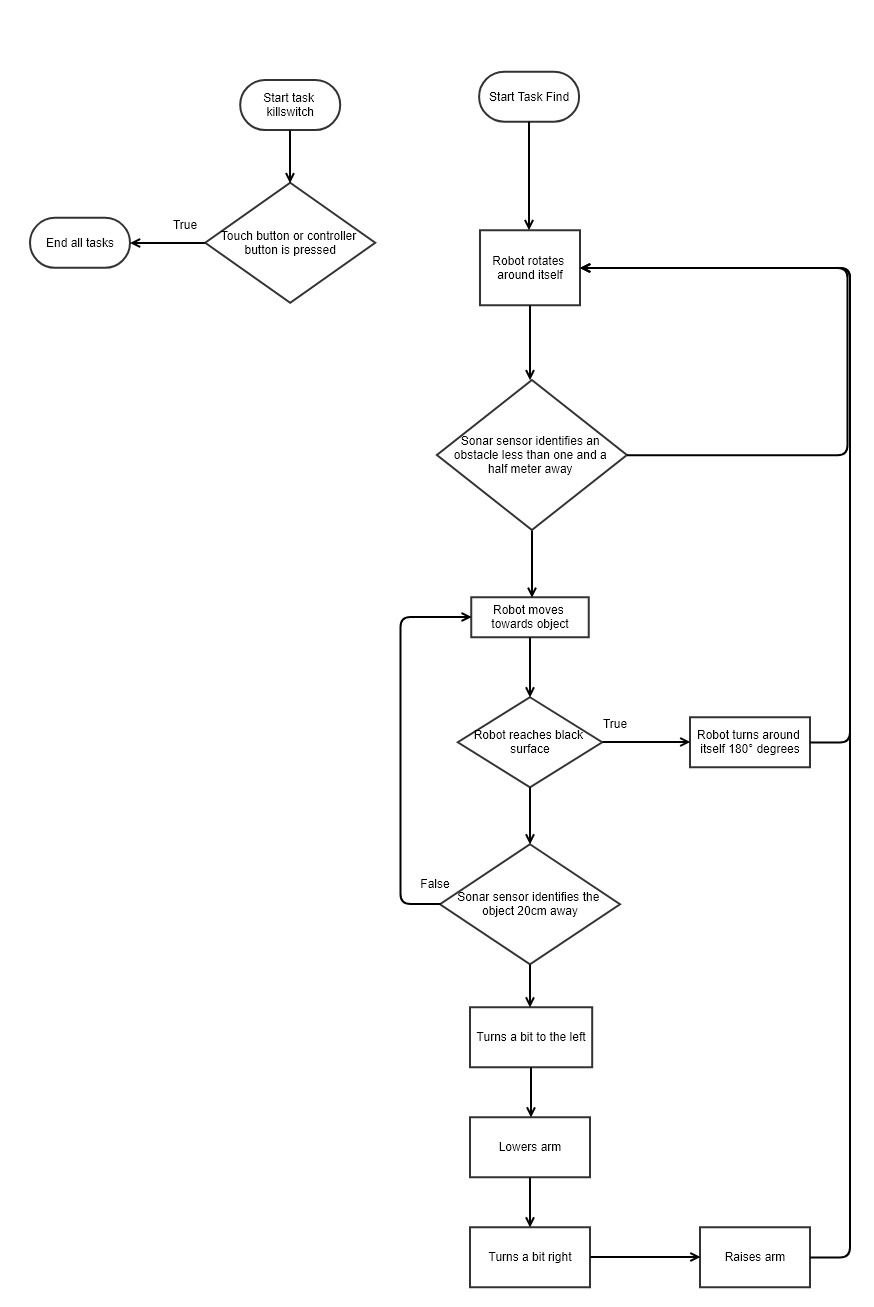 Start task
killswitch
Touch button or controller
button is pressed
True
End all tasks
Start Task Find
Robot rotates
around itself
Sonar sensor identifies an
obstacle less than one and a
half meter away
Robot moves
towards object
Robot reaches black
surface
True
Robot turns around
itself 180° degrees
False
Sonar sensor identifies the
object 20cm away
Turns a bit to the left
Lowers arm
Turns a bit right
Raises arm